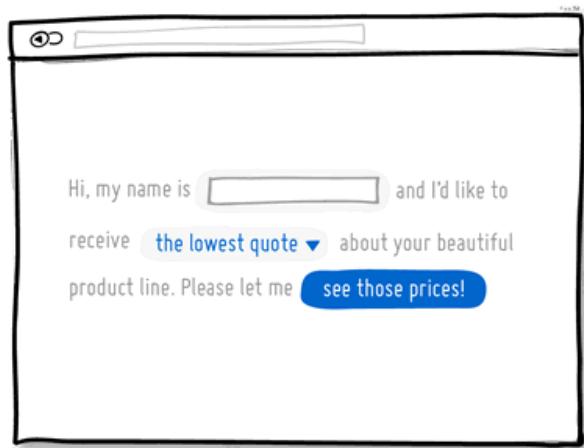 Hi, my name is and I'd like to
receive the lowest quote ▼ about your beautiful
product line. Please let me see those prices!